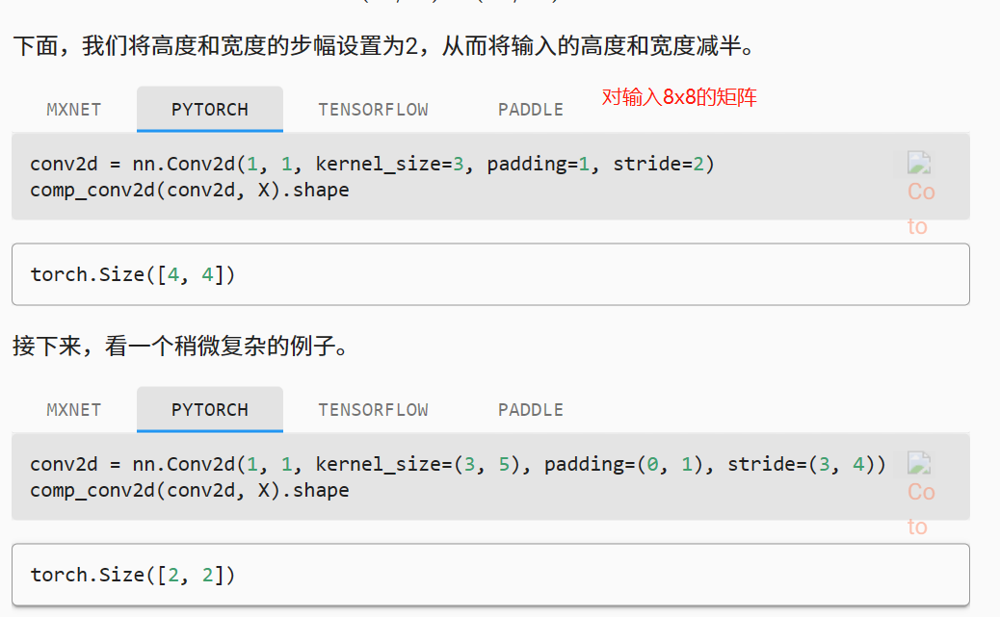 下面，我们将高度和宽度的步幅设置为2，从而将输入的高度和宽度减半。
MXNET PYTORCH TENSORFLOW PADDLE 对输入8x8的矩阵
conv2d = nn.Conv2d(1, 1, kernel_size=3, padding=1, stride=2)
comp_conv2d(conv2d, X).shape
Co
to
torch.Size([4, 4])
接下来，看一个稍微复杂的例子。
MXNET PYTORCH TENSORFLOW PADDLE
conv2d = nn.Conv2d(1, 1, kernel_size=(3, 5), padding=(0, 1), stride=(3, 4))
comp_conv2d(conv2d, X).shape
Co
to
torch.Size([2, 2])